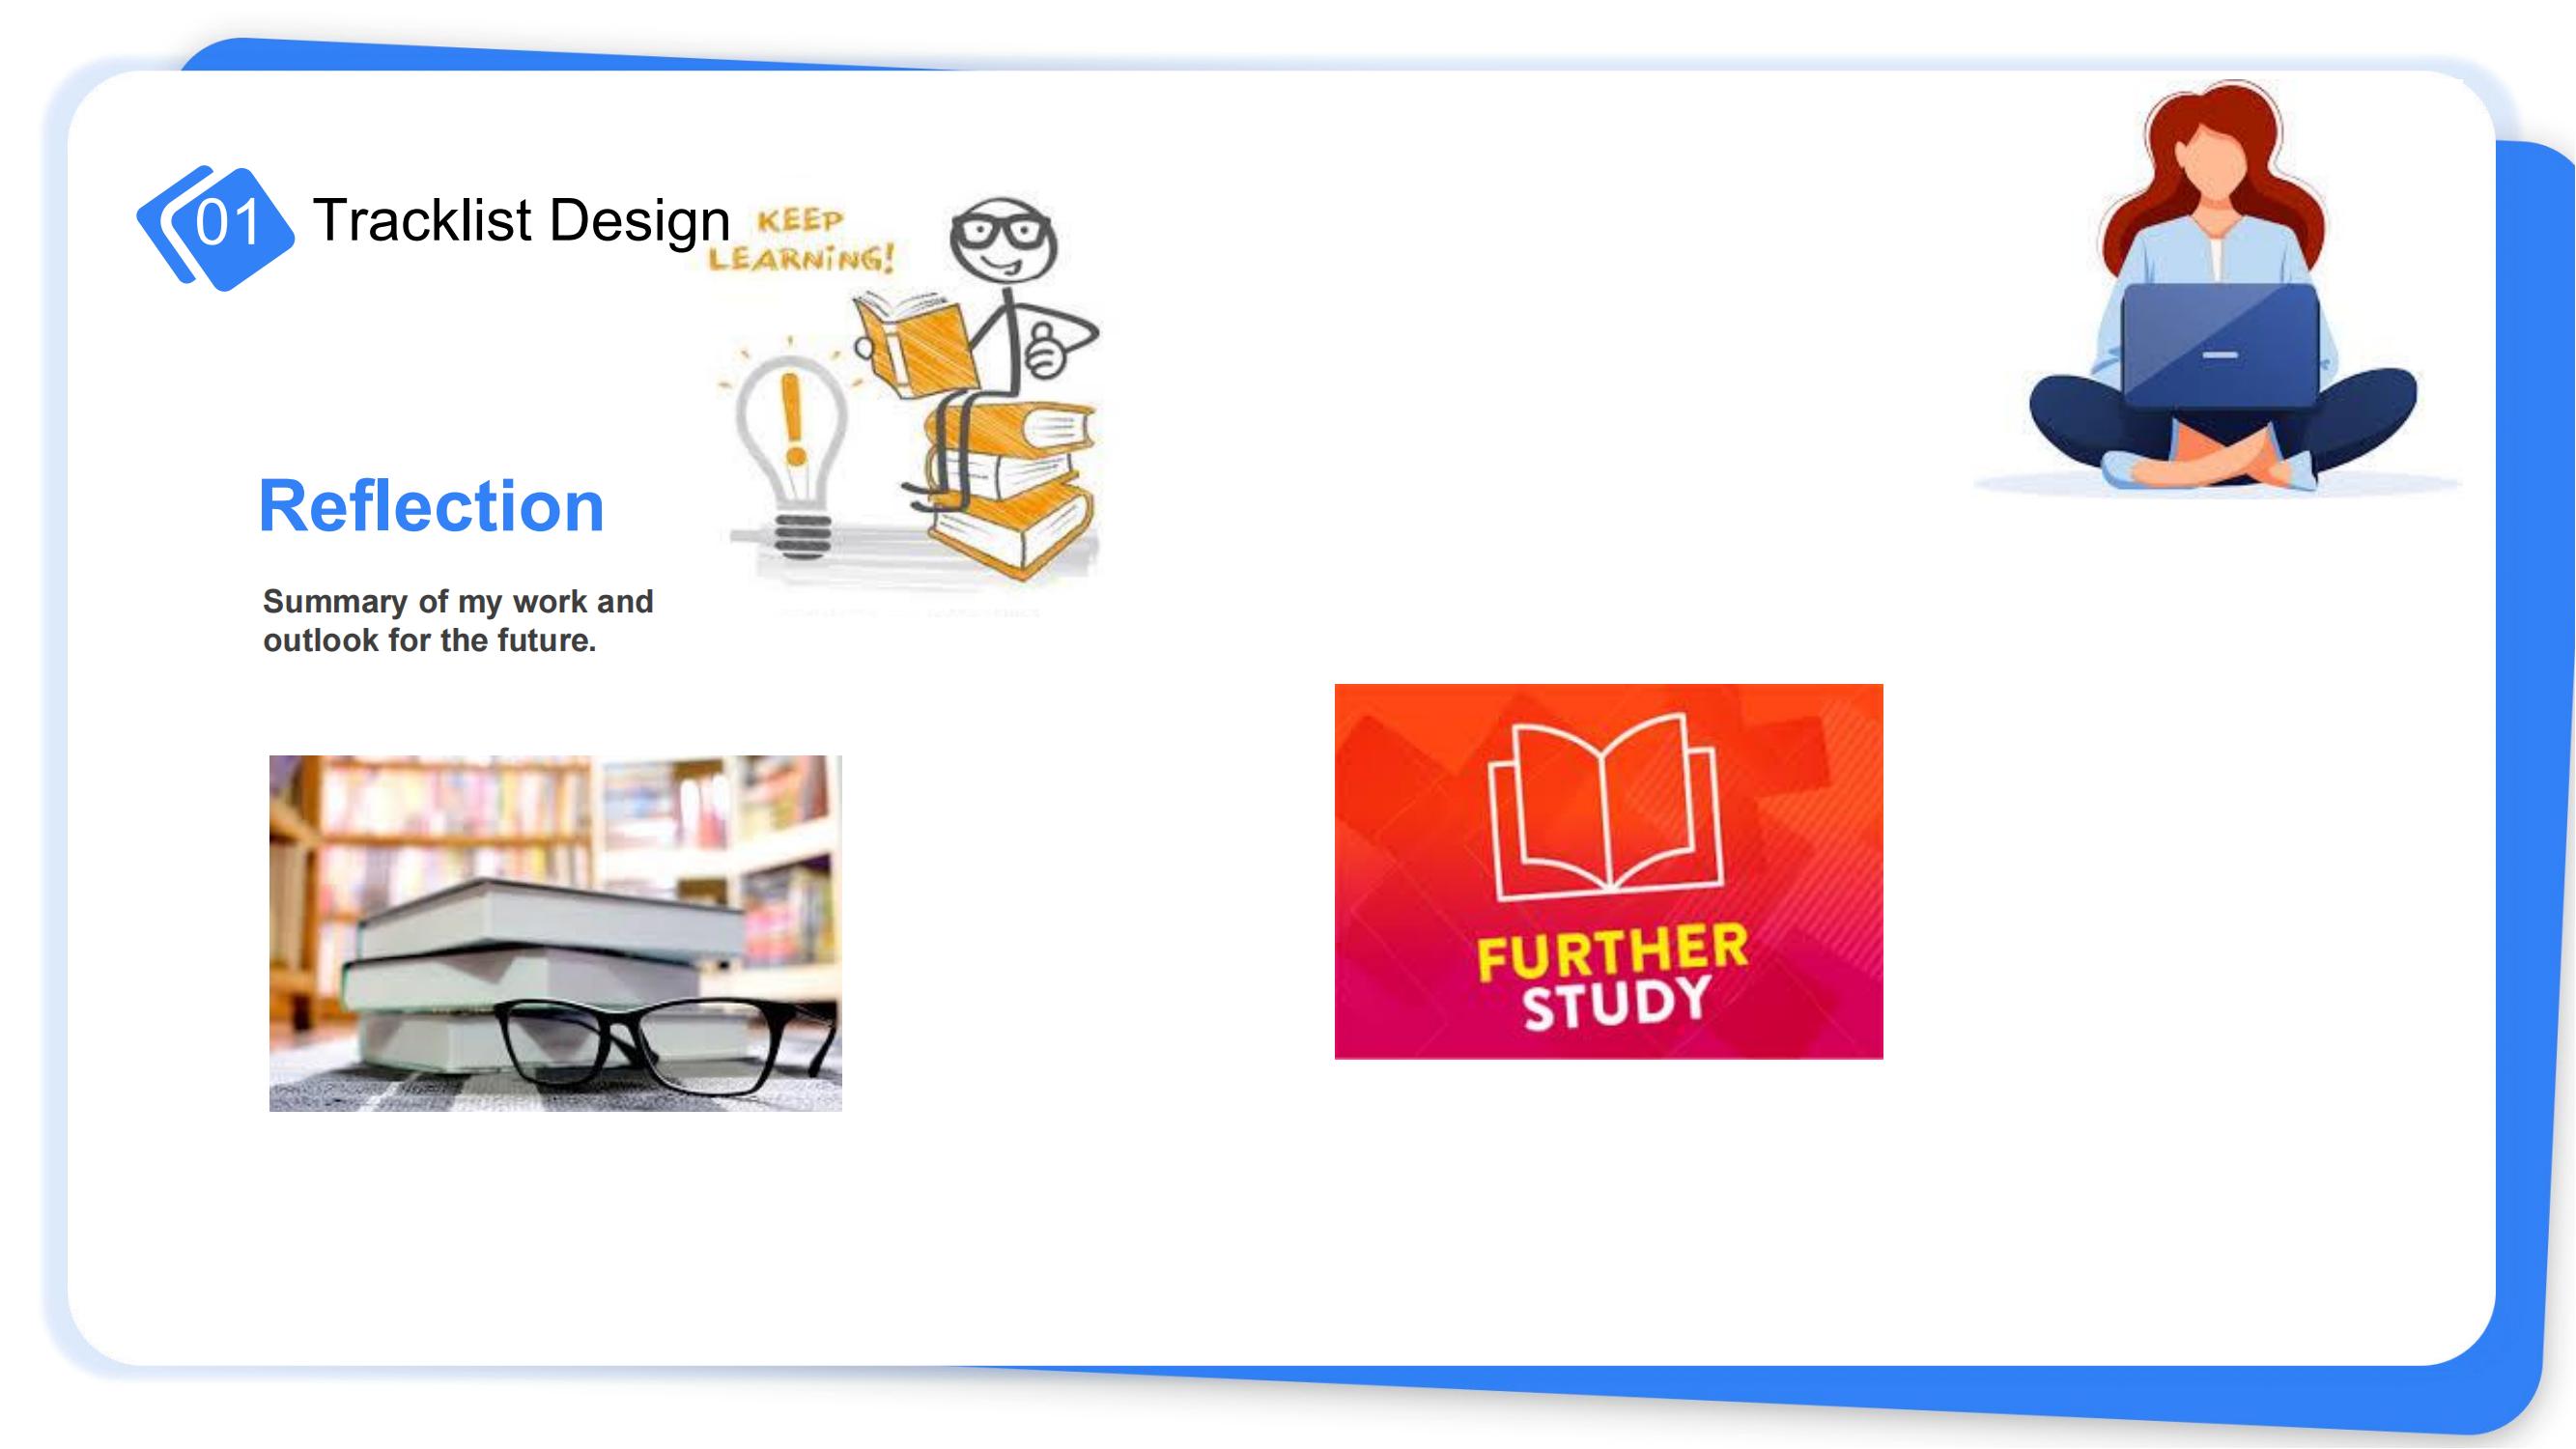 01 Tracklist Design
KEEP
LEARNiNG!
Reflection
Summary of my work and
outlook for the future.
FURTHER
STUDY